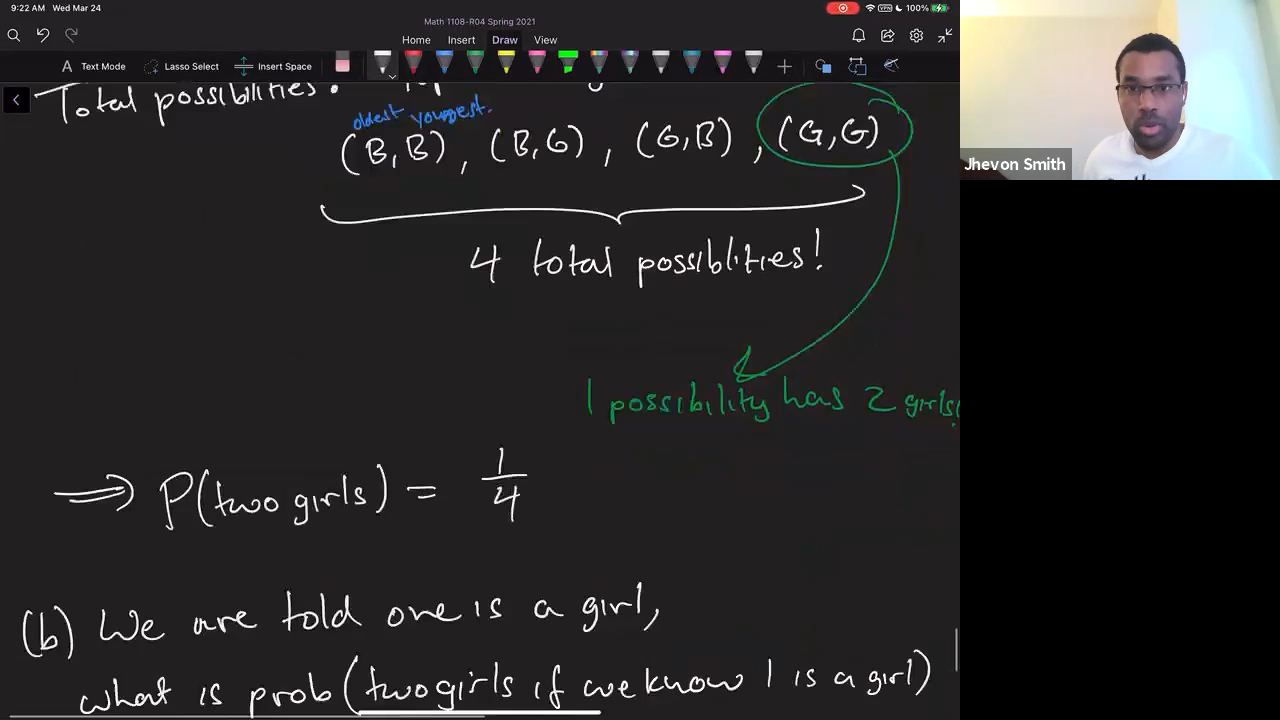 9:22 AM Wed Mar 24
100%
Math 1108-R04 Spring 2021
Home Insert Draw View
Text Mode Lasso Select Insert Space
Total possibilities:
oldest youngest.
(B,B), (B,G), (G,B), (G,G)
4 total possiblities!
1 possibility has 2 girls!
⟹ P(two girls) = 1/4
(b) We are told one is a girl,
what is prob(two girls if we know 1 is a girl)
Jhevon Smith